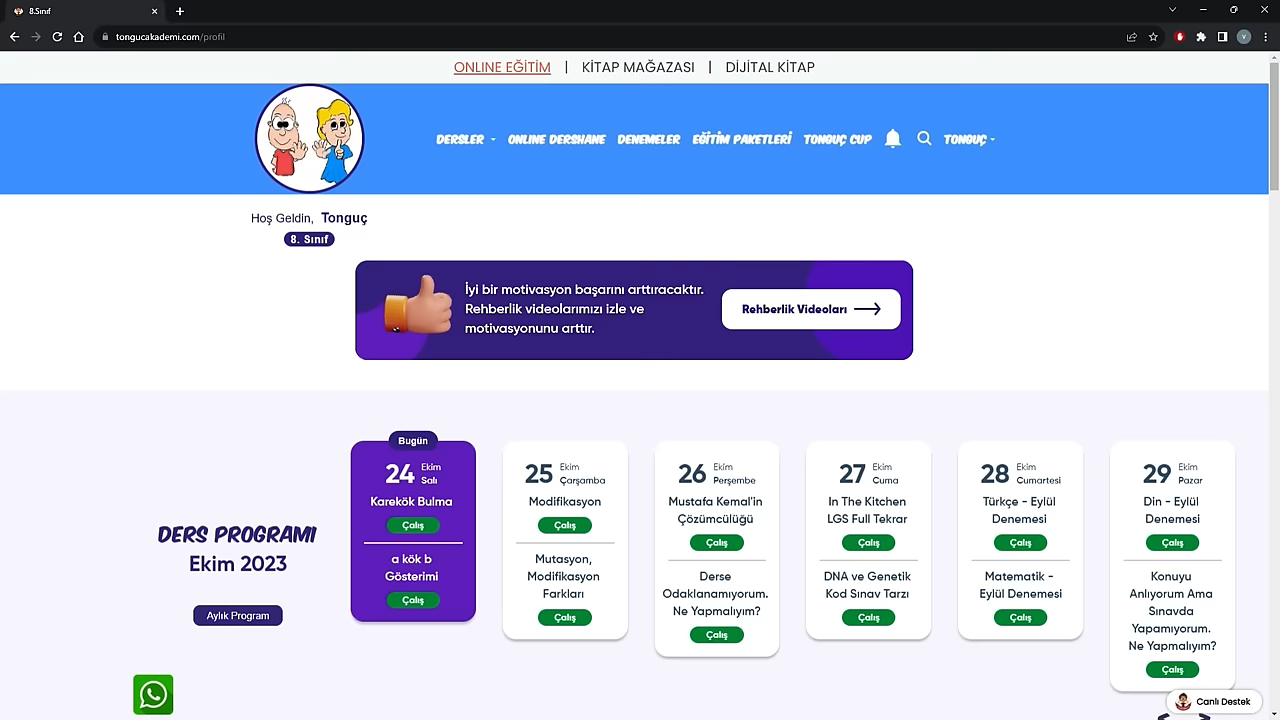 8.Sınıf
tongucakademi.com/profil
ONLINE EĞİTİM | KİTAP MAĞAZASI | DİJİTAL KİTAP
DERSLER ONLINE DERSHANE DENEMELER EĞİTİM PAKETLERİ TONGUÇ CUP TONGUÇ
Hoş Geldin, Tonguç
8. Sınıf
İyi bir motivasyon başarını arttıracaktır.
Rehberlik videolarımızı izle ve
motivasyonunu arttır.
Rehberlik Videoları
DERS PROGRAMI
Ekim 2023
Aylık Program
Bugün
24 Ekim
Salı
Karekök Bulma
Çalış
a kök b
Gösterimi
Çalış
25 Ekim
Çarşamba
Modifikasyon
Çalış
Mutasyon,
Modifikasyon
Farkları
Çalış
26 Ekim
Perşembe
Mustafa Kemal'in
Çözümcülüğü
Çalış
Derse
Odaklanamıyorum.
Ne Yapmalıyım?
Çalış
27 Ekim
Cuma
In The Kitchen
LGS Full Tekrar
Çalış
DNA ve Genetik
Kod Sınav Tarzı
Çalış
28 Ekim
Cumartesi
Türkçe - Eylül
Denemesi
Çalış
Matematik -
Eylül Denemesi
Çalış
29 Ekim
Pazar
Din - Eylül
Denemesi
Çalış
Konuyu
Anlıyorum Ama
Sınavda
Yapamıyorum.
Ne Yapmalıyım?
Çalış
Canlı Destek